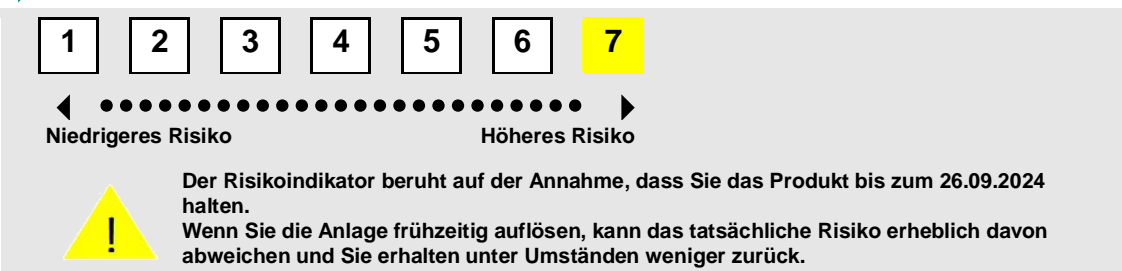 1 2 3 4 5 6 7
Niedrigeres Risiko Höheres Risiko
Der Risikoindikator beruht auf der Annahme, dass Sie das Produkt bis zum 26.09.2024
halten.
! Wenn Sie die Anlage frühzeitig auflösen, kann das tatsächliche Risiko erheblich davon
abweichen und Sie erhalten unter Umständen weniger zurück.